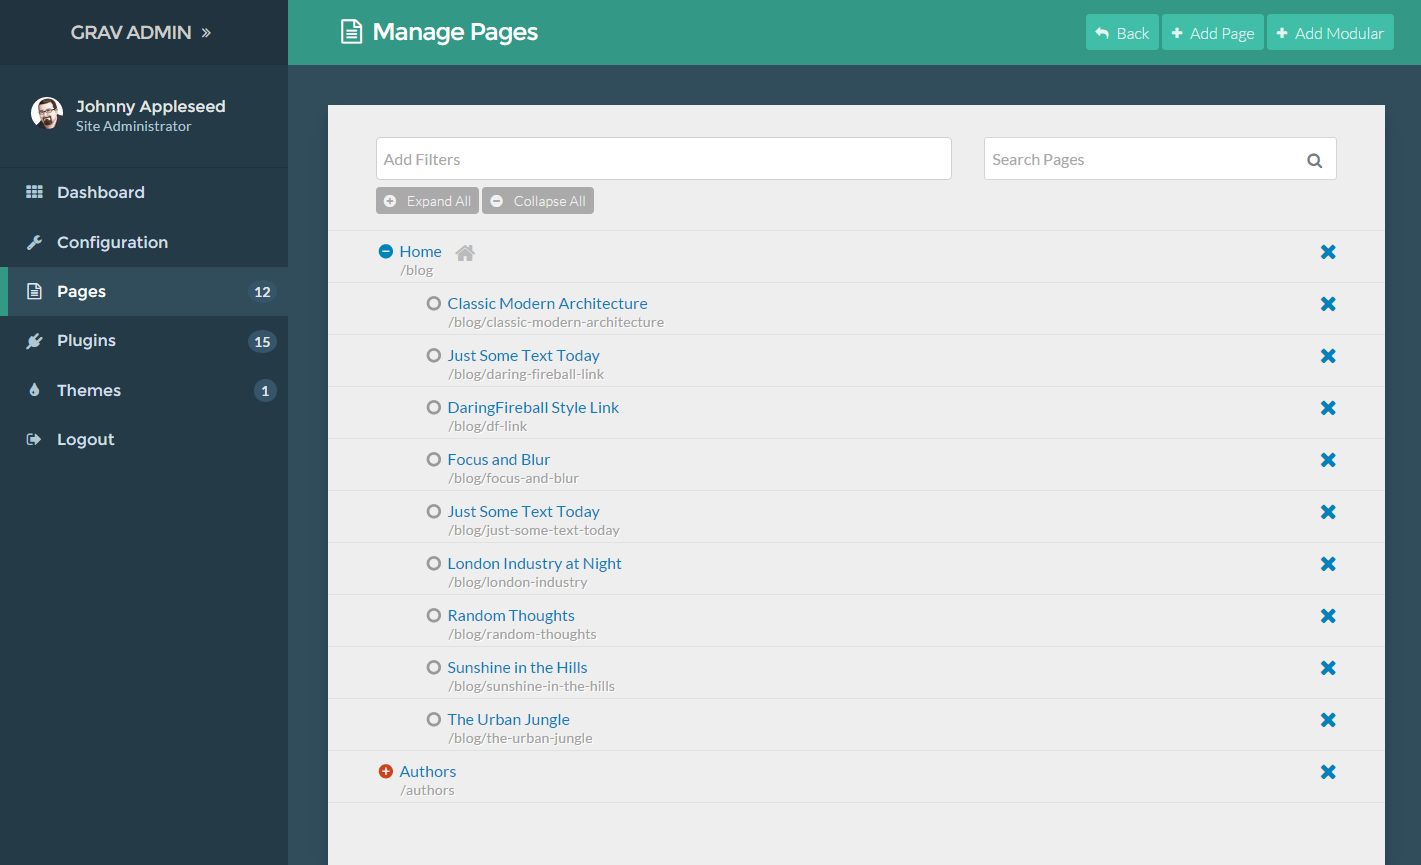 GRAV ADMIN »
Manage Pages
Back
Add Page
Add Modular
Johnny Appleseed
Site Administrator
Dashboard
Configuration
Pages 12
Plugins 15
Themes 1
Logout
Add Filters
Search Pages
Expand All
Collapse All
Home
/blog
Classic Modern Architecture
/blog/classic-modern-architecture
Just Some Text Today
/blog/daring-fireball-link
DaringFireball Style Link
/blog/df-link
Focus and Blur
/blog/focus-and-blur
Just Some Text Today
/blog/just-some-text-today
London Industry at Night
/blog/london-industry
Random Thoughts
/blog/random-thoughts
Sunshine in the Hills
/blog/sunshine-in-the-hills
The Urban Jungle
/blog/the-urban-jungle
Authors
/authors